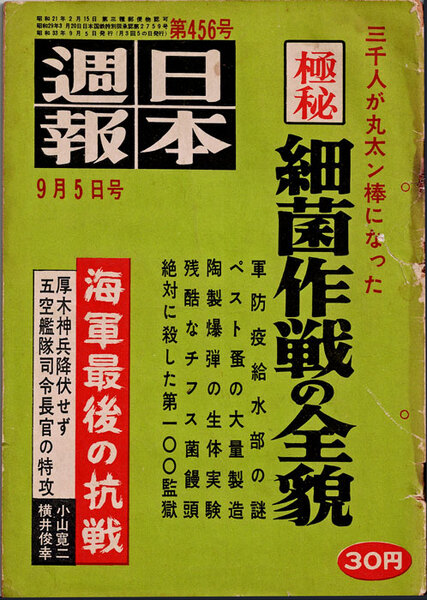 昭和21年2月15日第三種郵便物認可
昭和29年3月20日日本国鉄特別扱承認第2759号
昭和33年9月5日発行(月3回5の日発行)
第456号
日本
週報
9月5日号
三千人が丸太ン棒になった
極秘
細菌作戦の全貌
軍防疫給水部の謎
ペスト蚤の大量製造
陶製爆弾の生体実験
残酷なチフス菌饅頭
絶対に殺した第一〇〇監獄
海軍最後の抗戦
厚木神兵降伏せず
小山寛二
五空艦隊司令長官の特攻
横井俊幸
30円